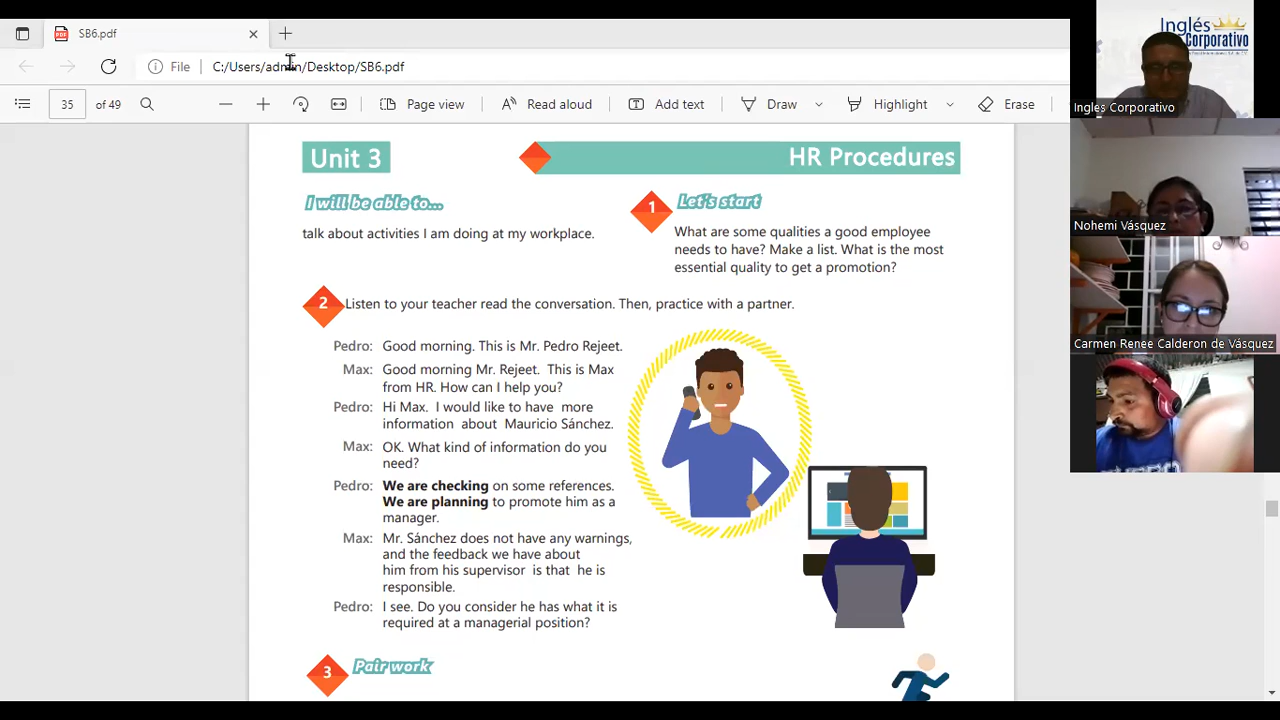 SB6.pdf
File
C:/Users/admin/Desktop/SB6.pdf
35 of 49
Page view
Read aloud
Add text
Draw
Highlight
Erase
Unit 3
HR Procedures
I will be able to...
talk about activities I am doing at my workplace.
1
Let's start
What are some qualities a good employee
needs to have? Make a list. What is the most
essential quality to get a promotion?
2
Listen to your teacher read the conversation. Then, practice with a partner.
Pedro: Good morning. This is Mr. Pedro Rejeet.
Max: Good morning Mr. Rejeet. This is Max
from HR. How can I help you?
Pedro: Hi Max. I would like to have more
information about Mauricio Sánchez.
Max: OK. What kind of information do you
need?
Pedro: We are checking on some references.
We are planning to promote him as a
manager.
Max: Mr. Sánchez does not have any warnings,
and the feedback we have about
him from his supervisor is that he is
responsible.
Pedro: I see. Do you consider he has what it is
required at a managerial position?
3
Pair work
Inglés
Corporativo
Ingles Corporativo
Nohemi Vásquez
Carmen Renee Calderon de Vásquez